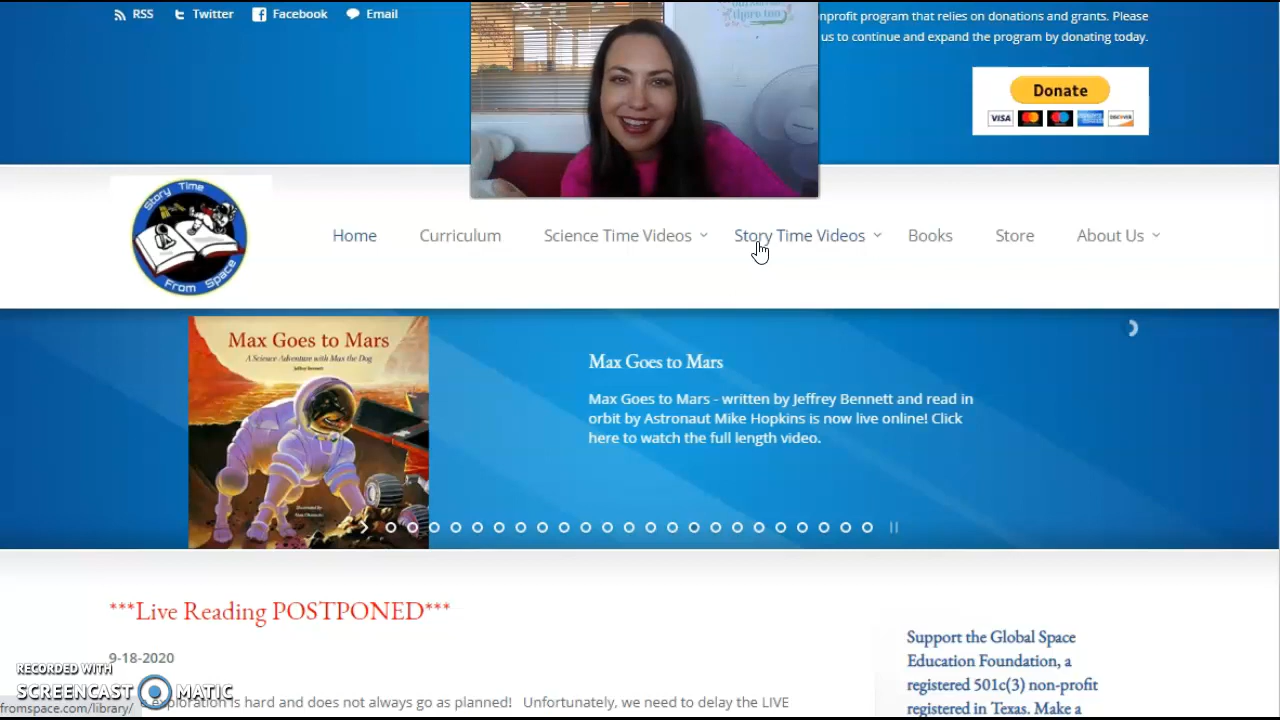 RSS Twitter Facebook Email
nprofit program that relies on donations and grants. Please
us to continue and expand the program by donating today.
Donate
VISA
DISCOVER
Story Time
From Space
Home Curriculum Science Time Videos Story Time Videos Books Store About Us
Max Goes to Mars
A Science Adventure with Max the Dog
Jeffrey Bennett
Max Goes to Mars
Max Goes to Mars - written by Jeffrey Bennett and read in
orbit by Astronaut Mike Hopkins is now live online! Click
here to watch the full length video.
***Live Reading POSTPONED***
9-18-2020
exploration is hard and does not always go as planned! Unfortunately, we need to delay the LIVE
Support the Global Space
Education Foundation, a
registered 501c(3) non-profit
registered in Texas. Make a
RECORDED WITH
SCREENCAST MATIC
fromspace.com/library/